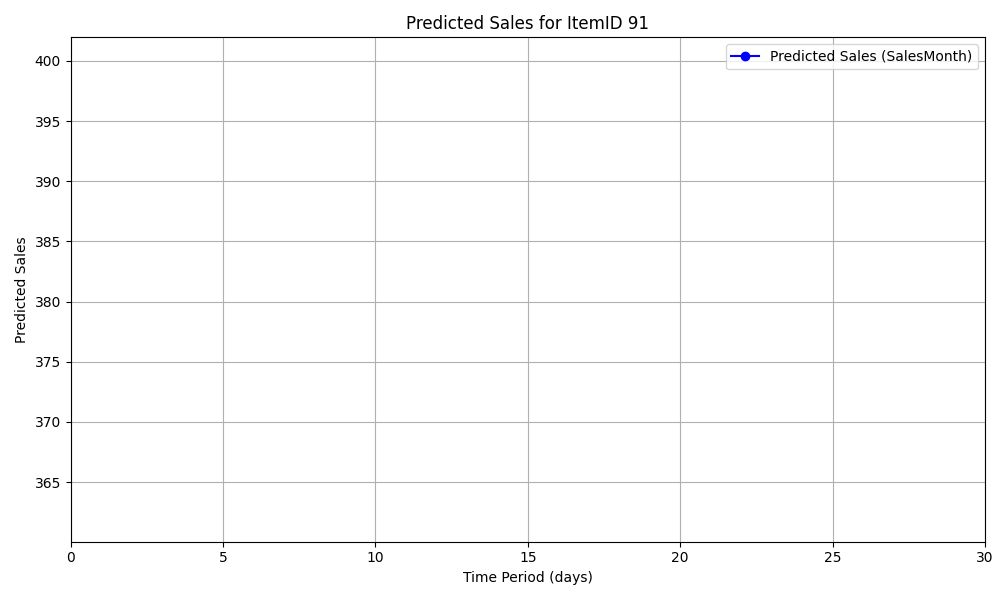 Predicted Sales for ItemID 91
Predicted Sales (SalesMonth)
400
395
390
385
380
375
370
365
Predicted Sales
0 5 10 15 20 25 30
Time Period (days)